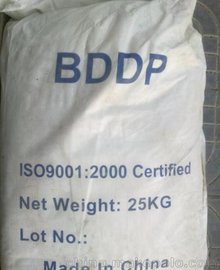 BDDP
ISO9001:2000 Certified
Net Weight: 25KG
Lot No.:
Made In China